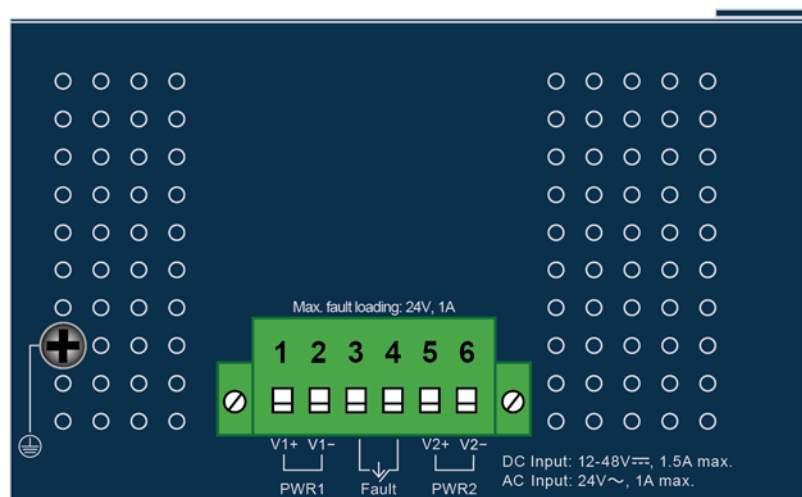 Max. fault loading: 24V, 1A
1 2 3 4 5 6
V1+ V1− V2+ V2−
PWR1 Fault PWR2
DC Input: 12-48V⎓, 1.5A max.
AC Input: 24V∼, 1A max.